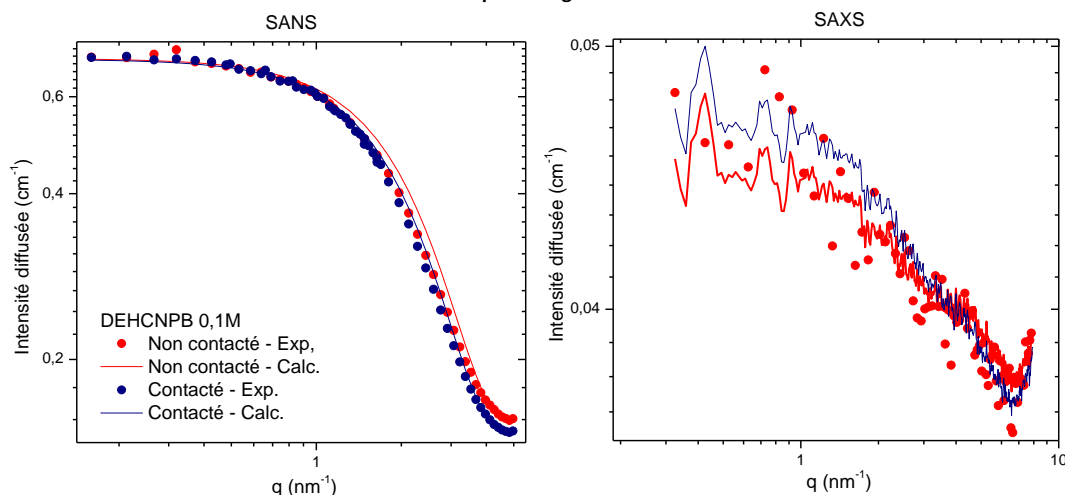 SANS
SAXS
0,6
0,4
0,2
Intensité diffusée (cm-1)
DEHCNPB 0,1M
Non contacté - Exp,
Non contacté - Calc.
Contacté - Exp.
Contacté - Calc.
1
q (nm-1)
0,05
0,04
Intensité diffusée (cm-1)
1
10
q (nm-1)